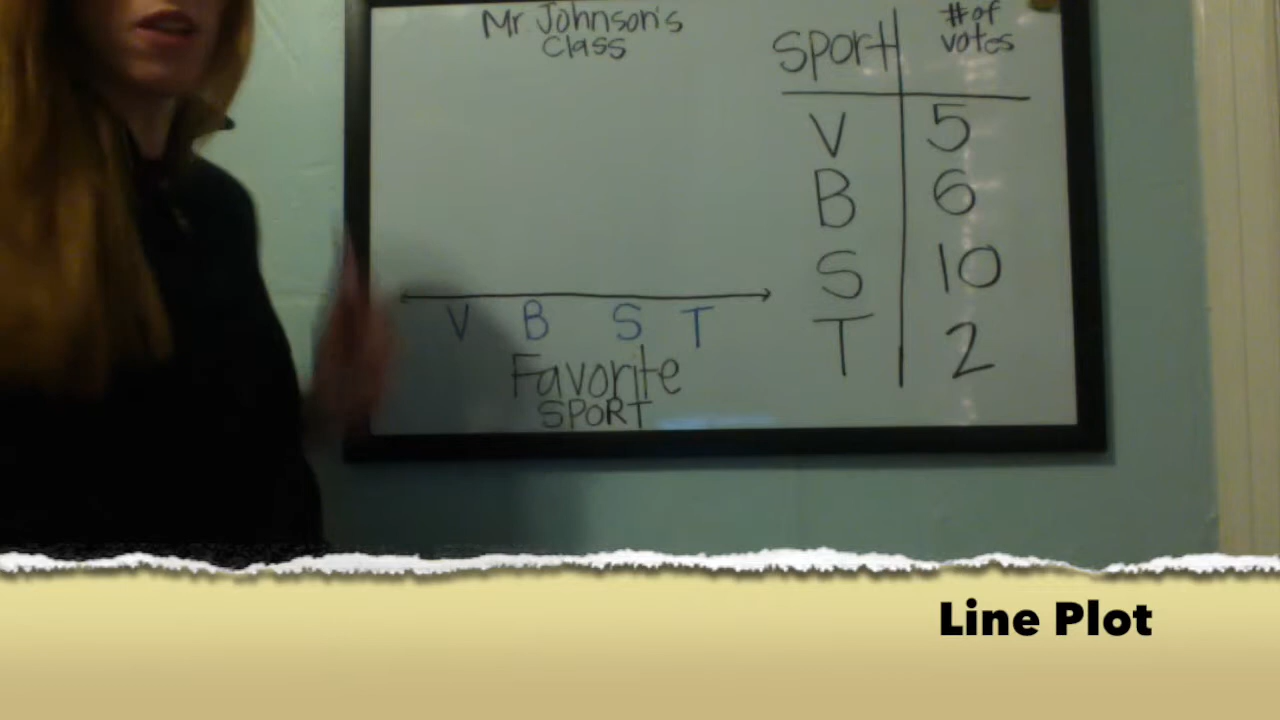 Mr Johnson's
Class
V B S T
Favorite
SPORT
Sport # of votes
V 5
B 6
S 10
T 2
Line Plot